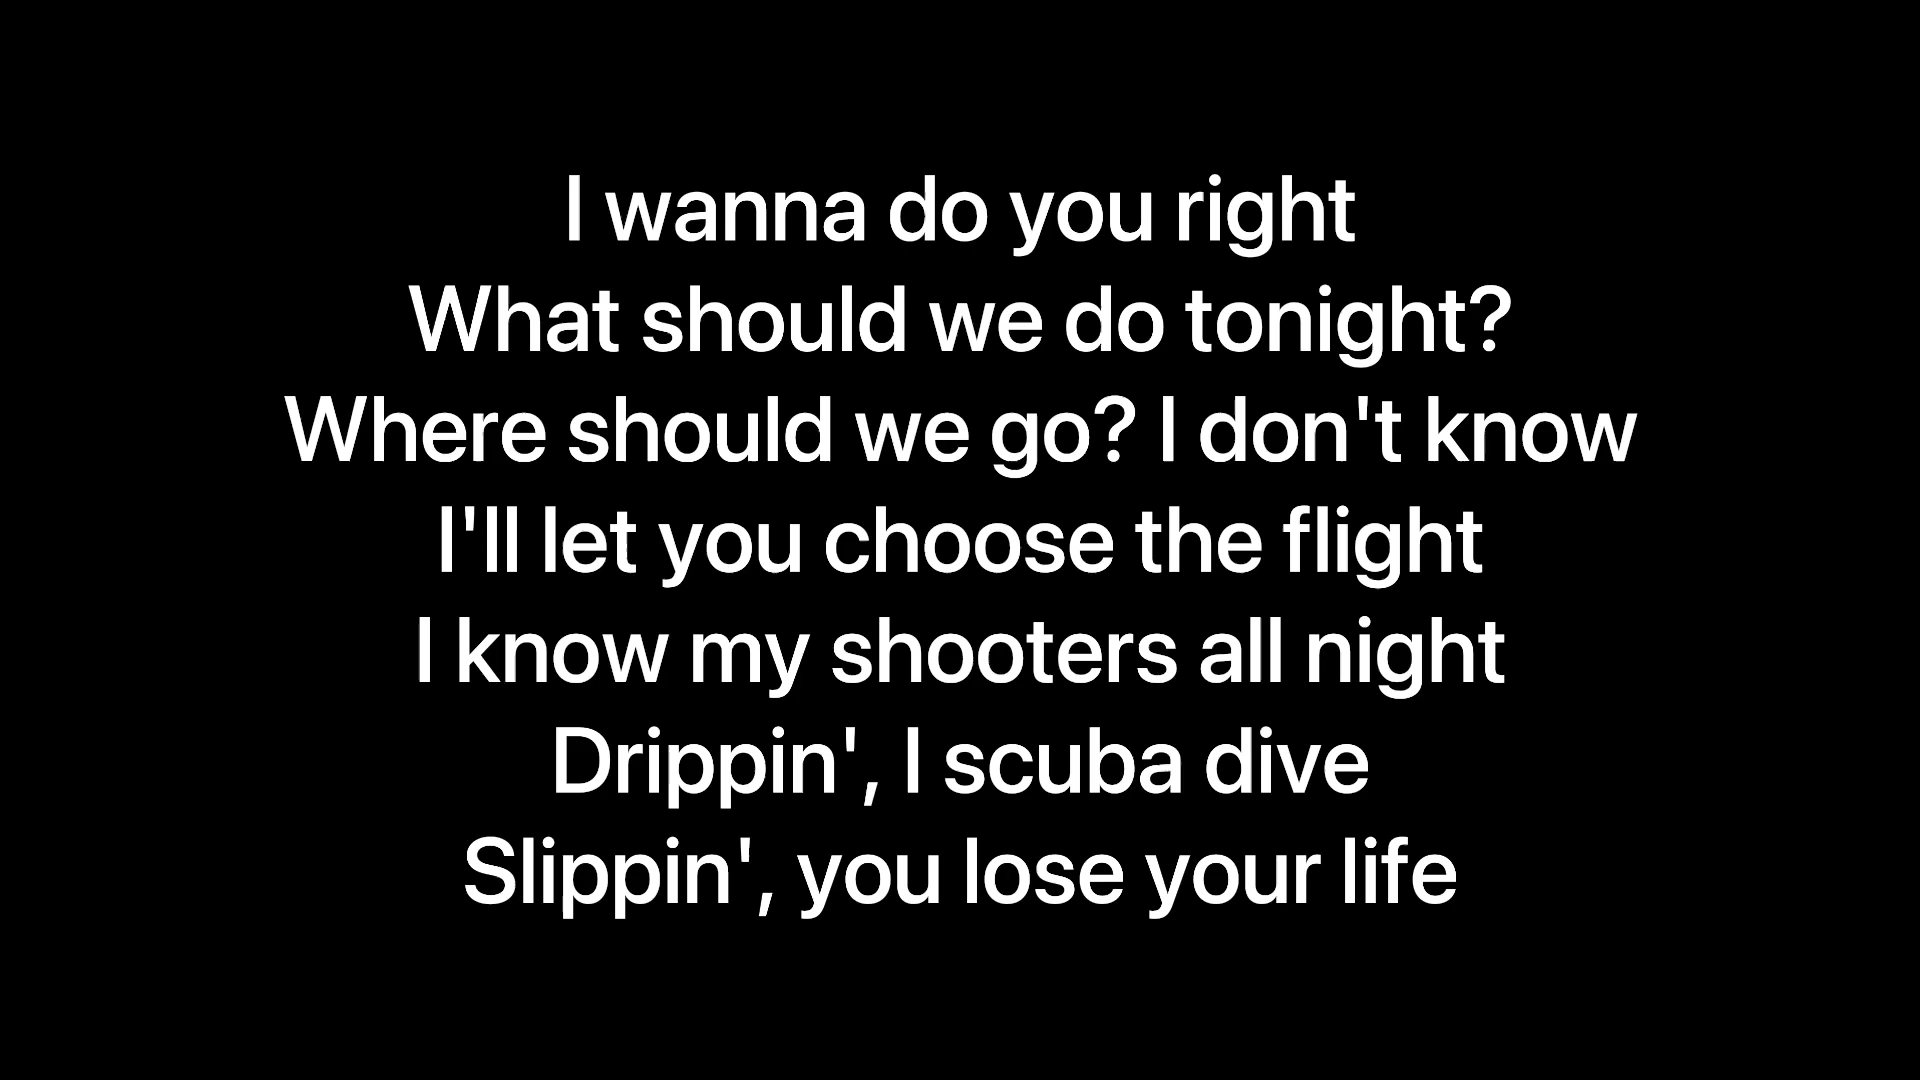 I wanna do you right
What should we do tonight?
Where should we go? I don't know
I'll let you choose the flight
I know my shooters all night
Drippin', I scuba dive
Slippin', you lose your life